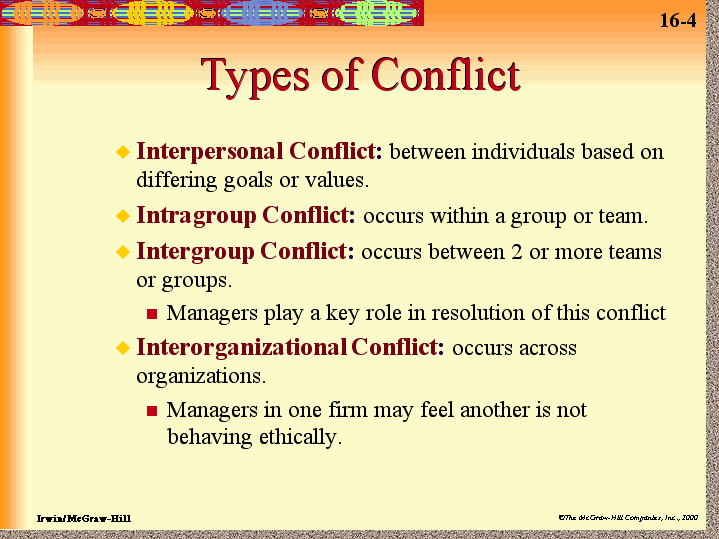 16-4
Types of Conflict
Interpersonal Conflict: between individuals based on
differing goals or values.
Intragroup Conflict: occurs within a group or team.
Intergroup Conflict: occurs between 2 or more teams
or groups.
Managers play a key role in resolution of this conflict
Interorganizational Conflict: occurs across
organizations.
Managers in one firm may feel another is not
behaving ethically.
Irwin/McGraw-Hill
©The McGraw-Hill Companies, Inc., 2000